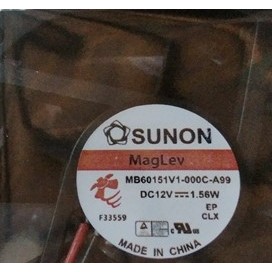 SUNON
MagLev
MB60151V1-000C-A99
DC12V⎓1.56W
EP
CLX
F33559
MADE IN CHINA